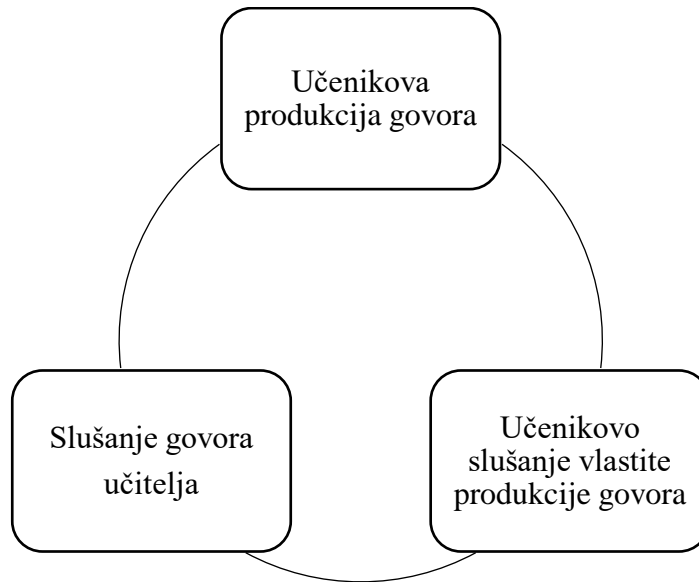 Učenikova
produkcija govora
Slušanje govora
učitelja
Učenikovo
slušanje vlastite
produkcije govora